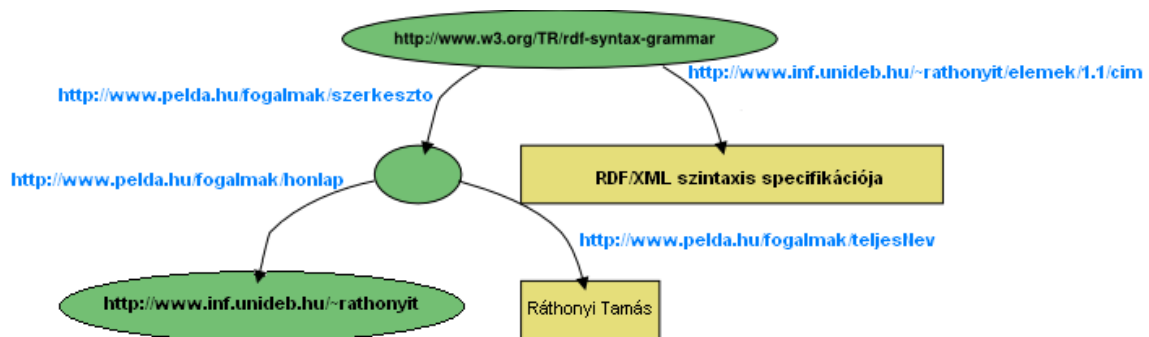 http://www.w3.org/TR/rdf-syntax-grammar
http://www.inf.unideb.hu/~rathonyit/elemek/1.1/cim
http://www.pelda.hu/fogalmak/szerkeszto
http://www.pelda.hu/fogalmak/honlap
RDF/XML szintaxis specifikációja
http://www.pelda.hu/fogalmak/teljesNev
http://www.inf.unideb.hu/~rathonyit
Ráthonyi Tamás